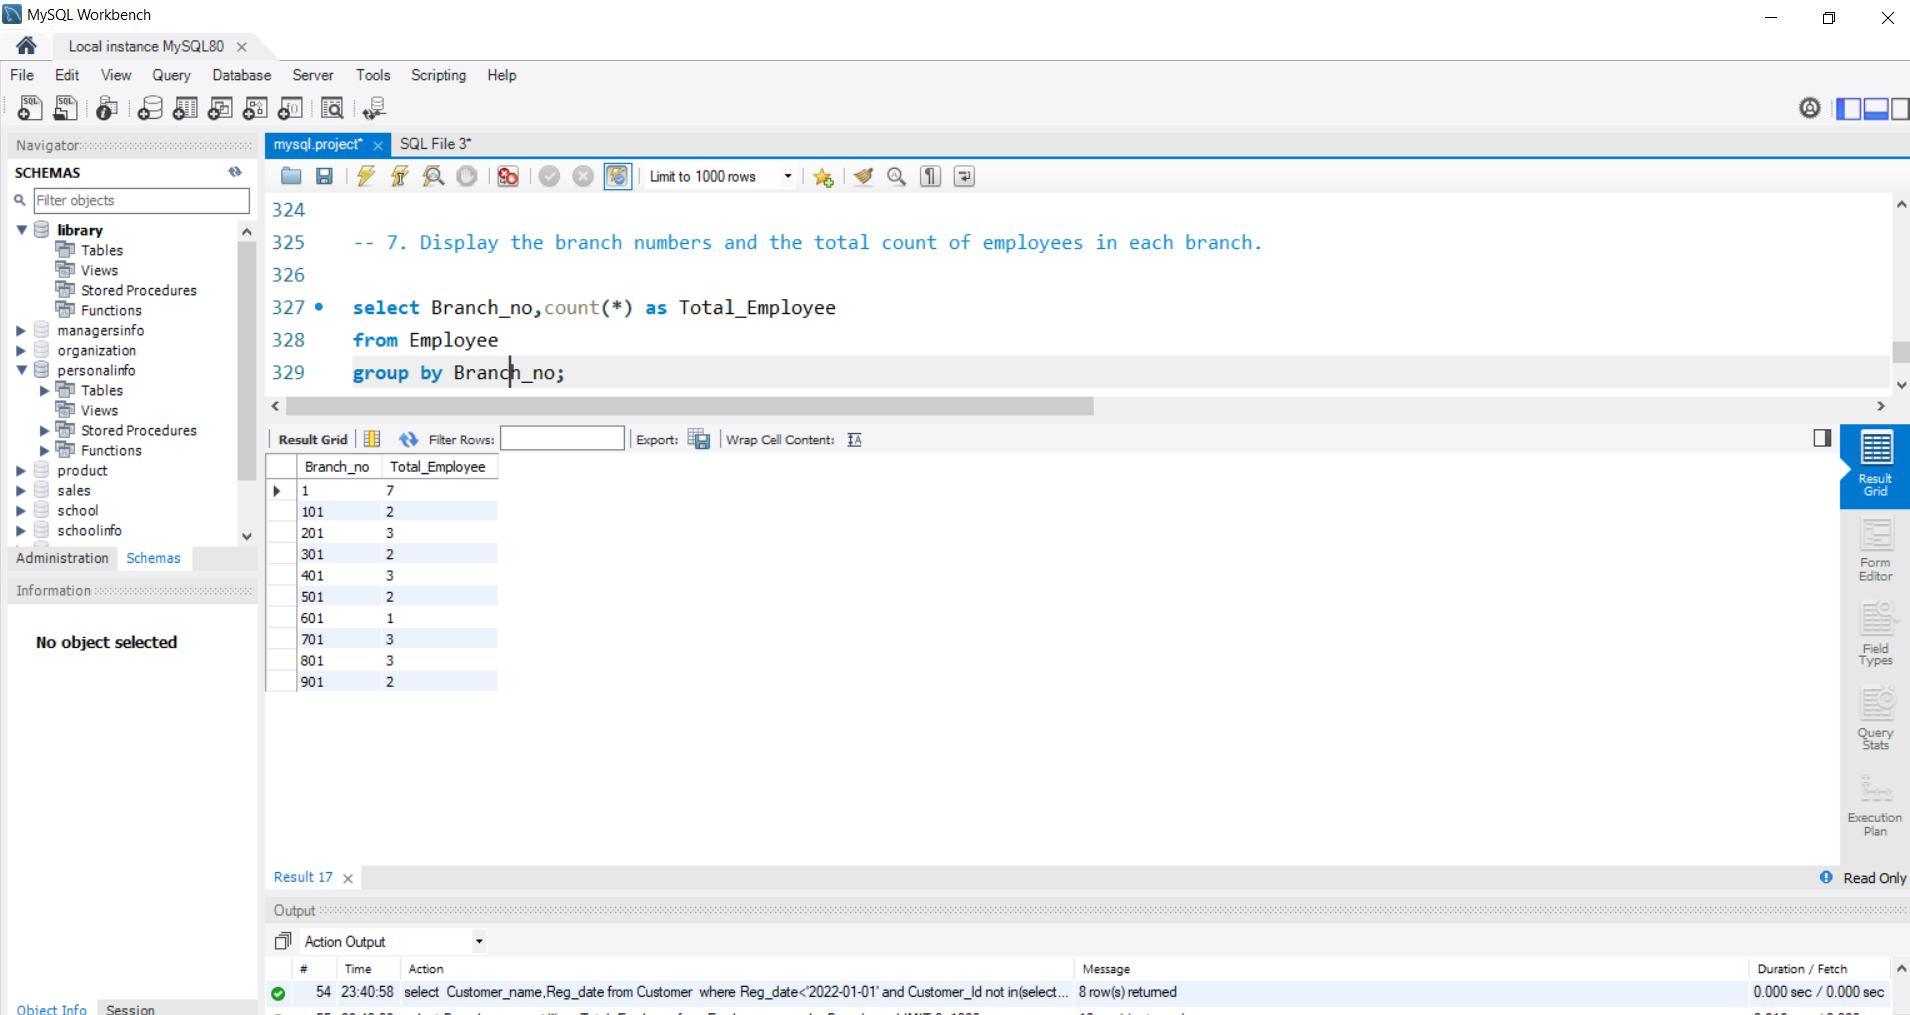 MySQL Workbench
Local instance MySQL80
File Edit View Query Database Server Tools Scripting Help
Navigator
SCHEMAS
Filter objects
library
Tables
Views
Stored Procedures
Functions
managersinfo
organization
personalinfo
Tables
Views
Stored Procedures
Functions
product
sales
school
schoolinfo
Administration Schemas
Information
No object selected
Object Info Session
mysql.project* SQL File 3*
Limit to 1000 rows
324
325 -- 7. Display the branch numbers and the total count of employees in each branch.
326
327 select Branch_no,count(*) as Total_Employee
328 from Employee
329 group by Branch_no;
Result Grid Filter Rows: Export: Wrap Cell Content:
Branch_no Total_Employee
1 7
101 2
201 3
301 2
401 3
501 2
601 1
701 3
801 3
901 2
Result Grid
Form Editor
Field Types
Query Stats
Execution Plan
Result 17 Read Only
Output
Action Output
# Time Action Message Duration / Fetch
54 23:40:58 select Customer_name,Reg_date from Customer where Reg_date<'2022-01-01' and Customer_Id not in(select... 8 row(s) returned 0.000 sec / 0.000 sec